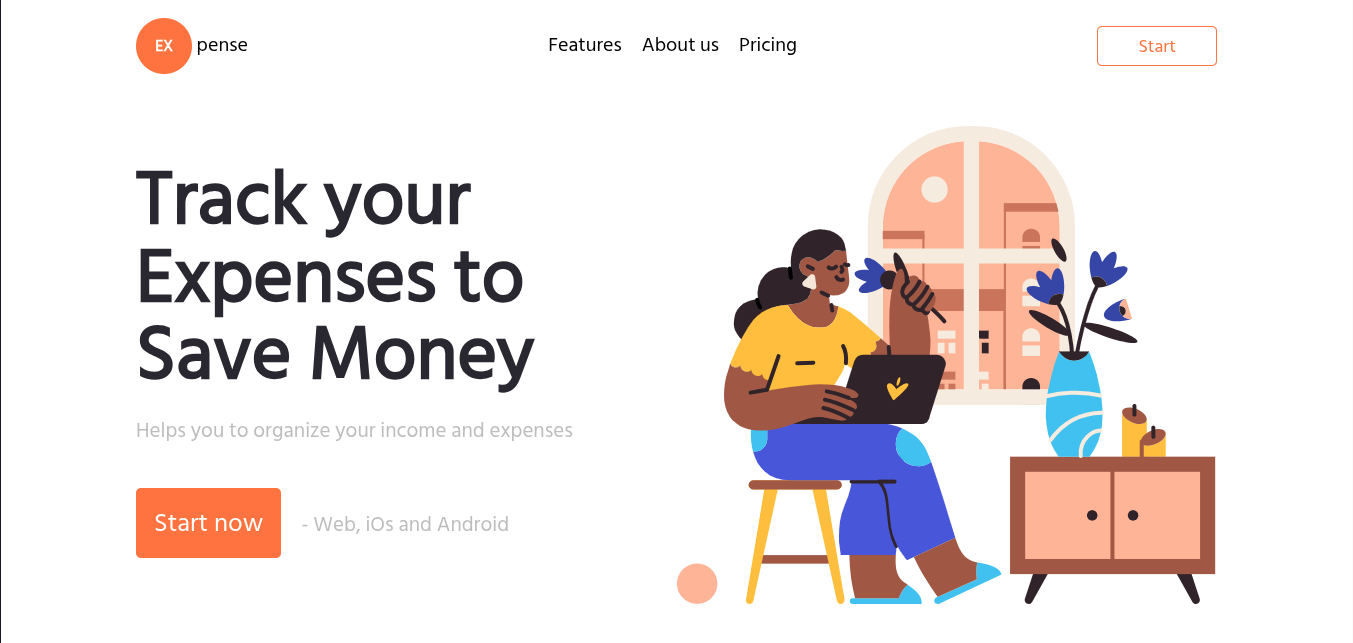 EX pense
Features About us Pricing
Start
Track your
Expenses to
Save Money
Helps you to organize your income and expenses
Start now
- Web, iOs and Android